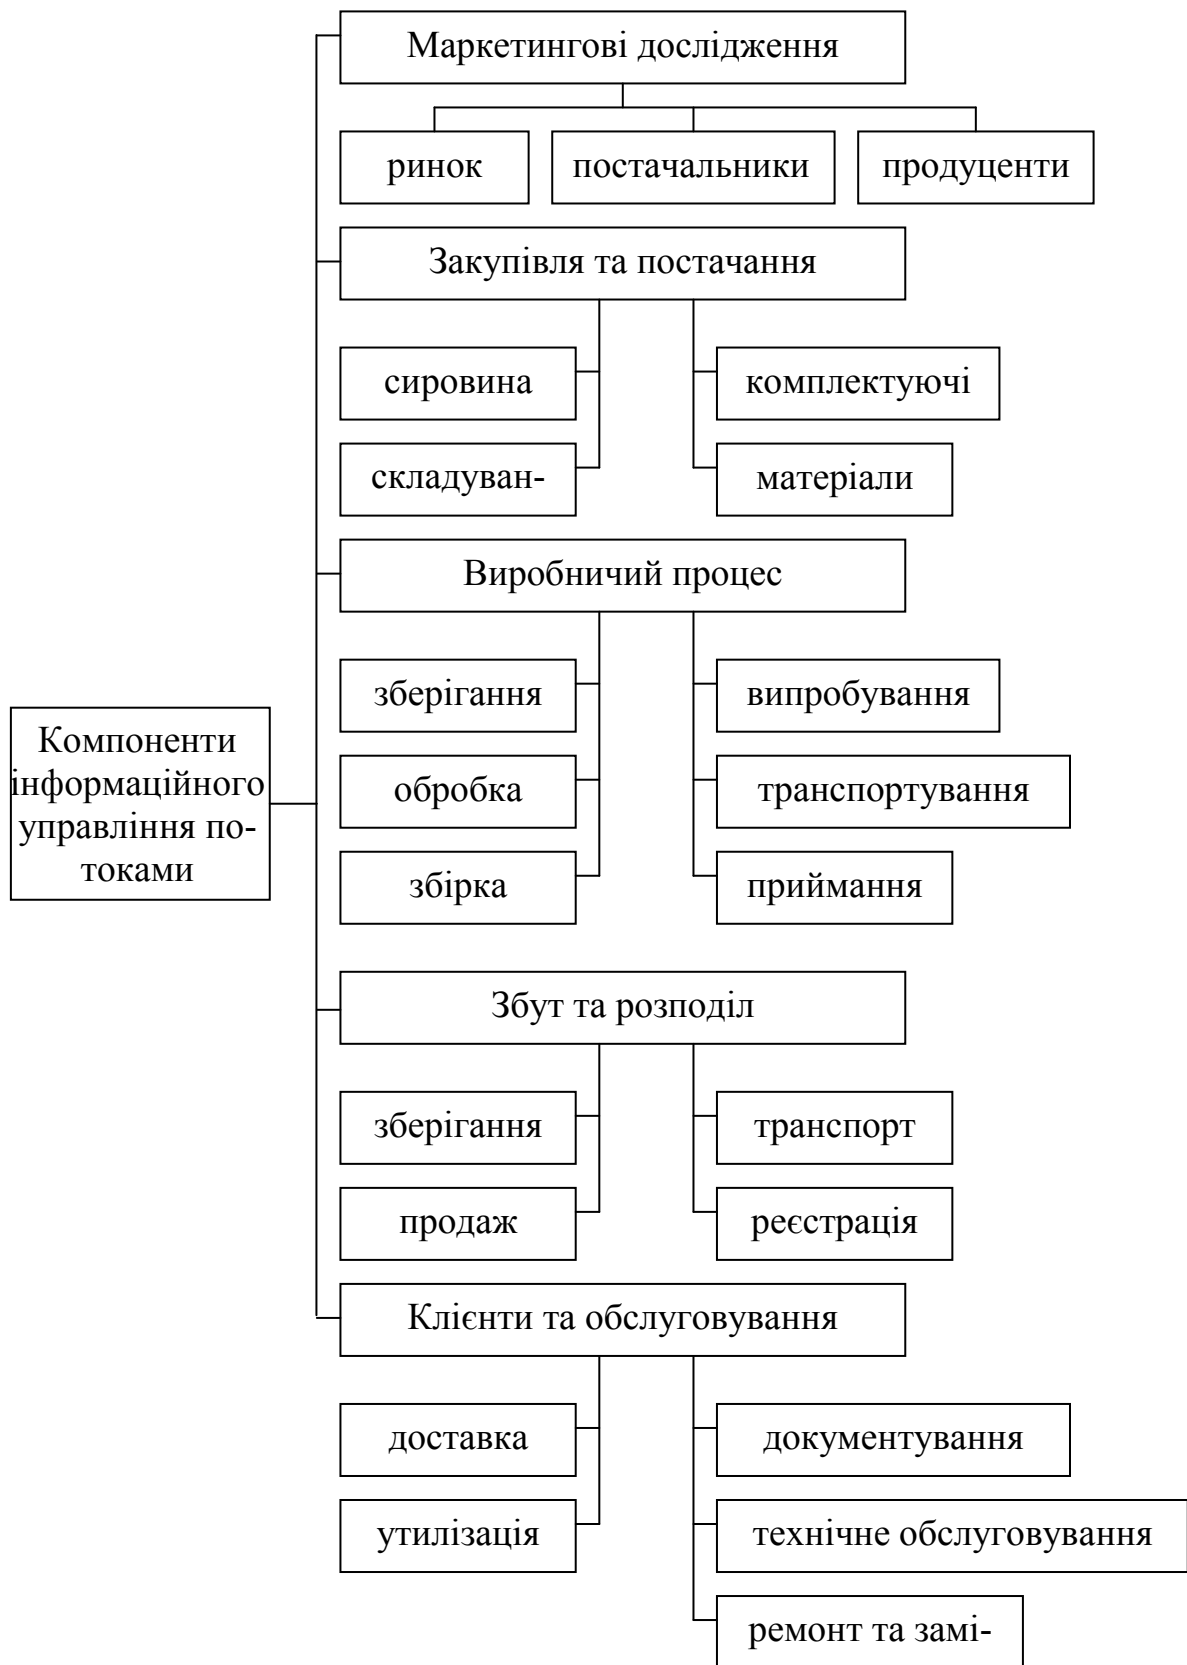 Маркетингові дослідження
ринок
постачальники
продуценти
Закупівля та постачання
сировина
комплектуючі
складуван-
матеріали
Виробничий процес
зберігання
випробування
Компоненти
інформаційного
управління по-
токами
обробка
транспортування
збірка
приймання
Збут та розподіл
зберігання
транспорт
продаж
реєстрація
Клієнти та обслуговування
доставка
документування
утилізація
технічне обслуговування
ремонт та замі-